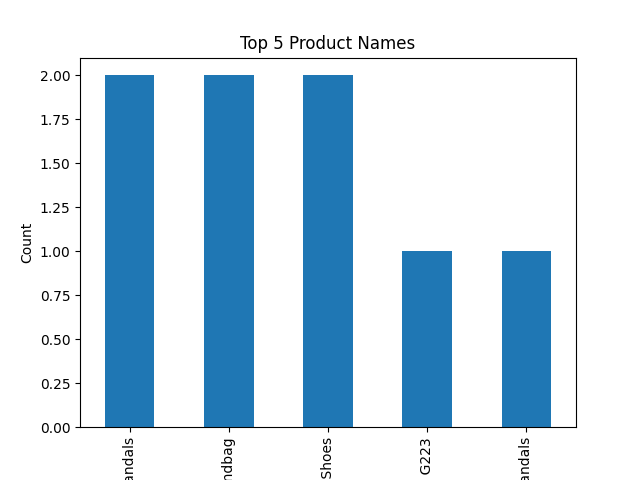 Top 5 Product Names
2.00
1.75
1.50
1.25
1.00
0.75
0.50
0.25
0.00
Count
andals
ndbag
Shoes
G223
andals